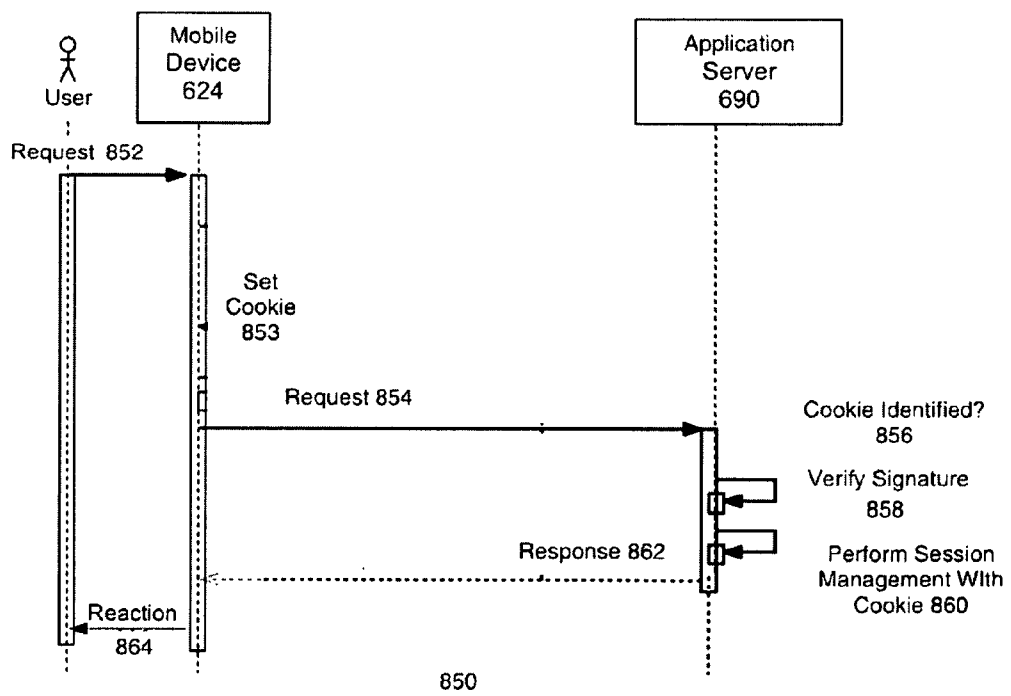 Mobile
Device
624
Application
Server
690
User
Request 852
Set
Cookie
853
Request 854
Cookie Identified?
856
Verify Signature
858
Response 862
Perform Session
Management WIth
Cookie 860
Reaction
864
850